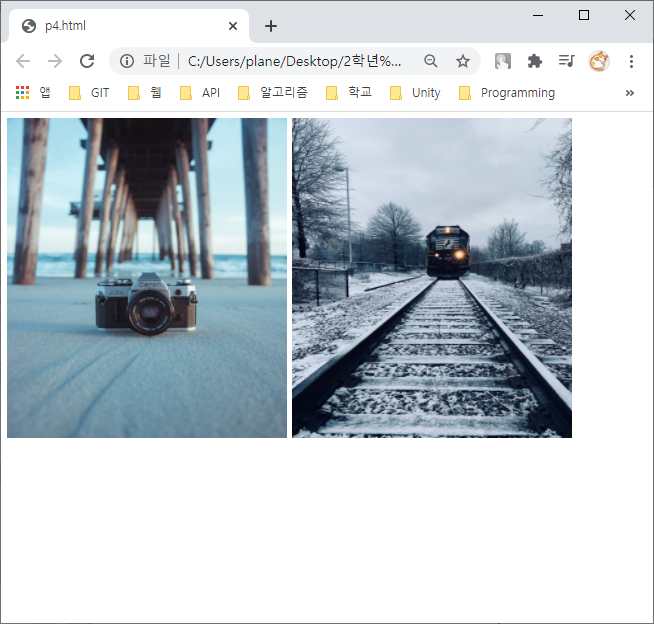 p4.html
파일 C:/Users/plane/Desktop/2학년%...
앱 GIT 웹 API 알고리즘 학교 Unity Programming »
Canon